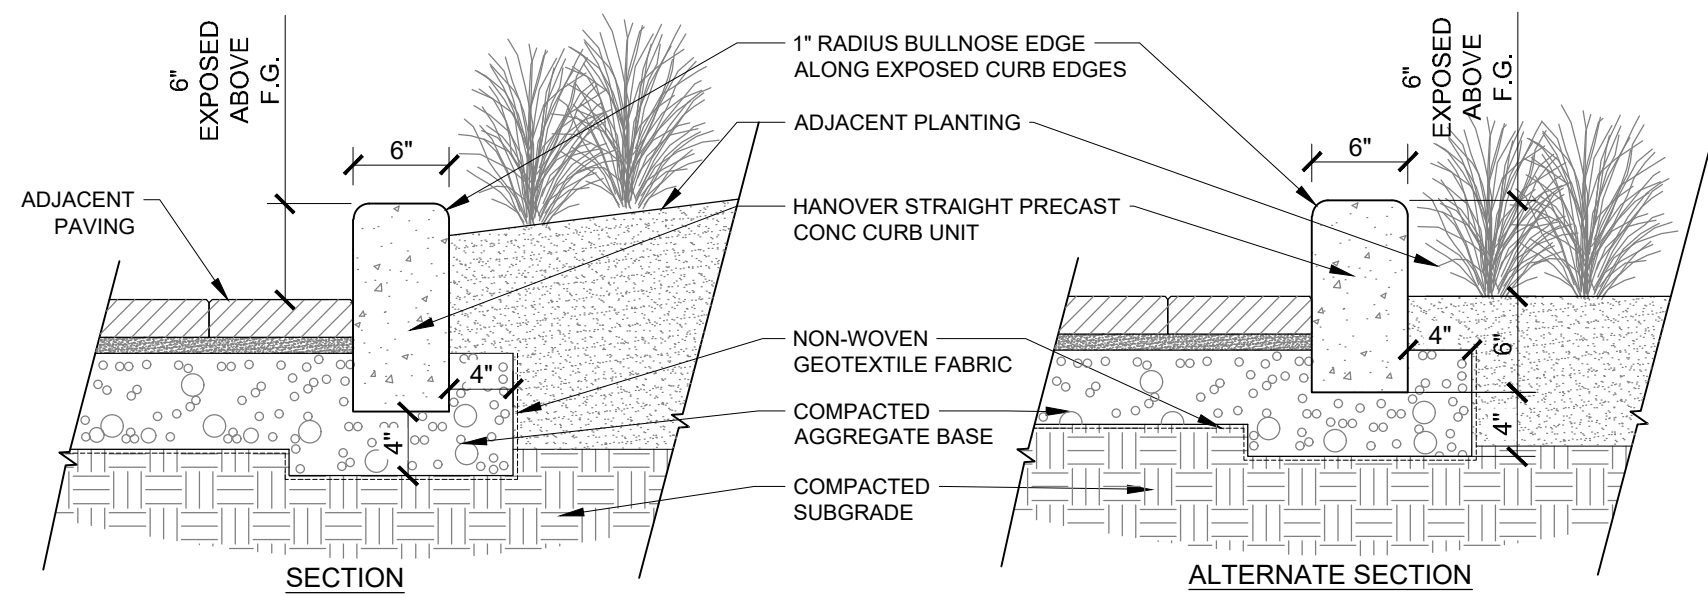 6"
EXPOSED
ABOVE
F.G.
6"
ADJACENT
PAVING
4"
4"
SECTION
1" RADIUS BULLNOSE EDGE
ALONG EXPOSED CURB EDGES
ADJACENT PLANTING
HANOVER STRAIGHT PRECAST
CONC CURB UNIT
NON-WOVEN
GEOTEXTILE FABRIC
COMPACTED
AGGREGATE BASE
COMPACTED
SUBGRADE
6"
EXPOSED
ABOVE
F.G.
6"
4"
6"
4"
ALTERNATE SECTION